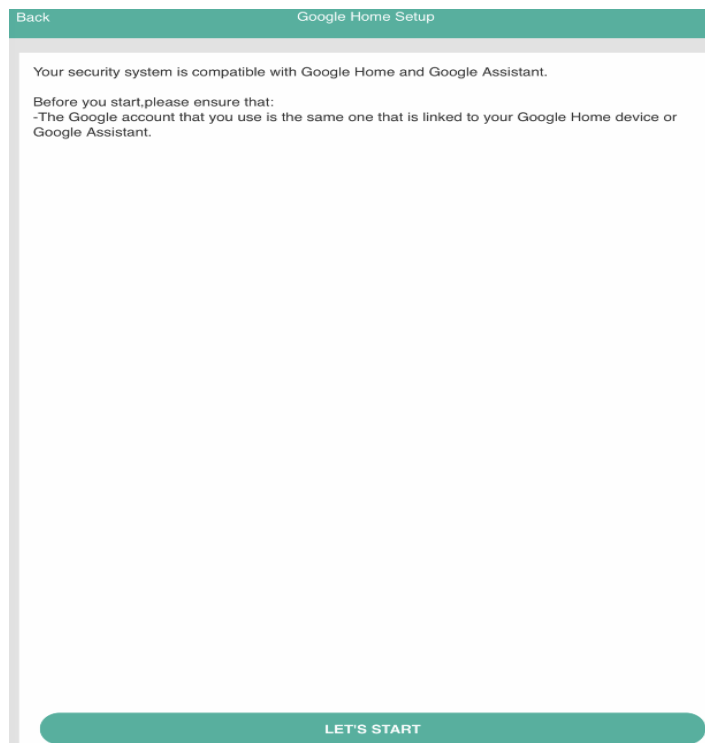 Back
Google Home Setup
Your security system is compatible with Google Home and Google Assistant.
Before you start,please ensure that:
-The Google account that you use is the same one that is linked to your Google Home device or
Google Assistant.
LET'S START